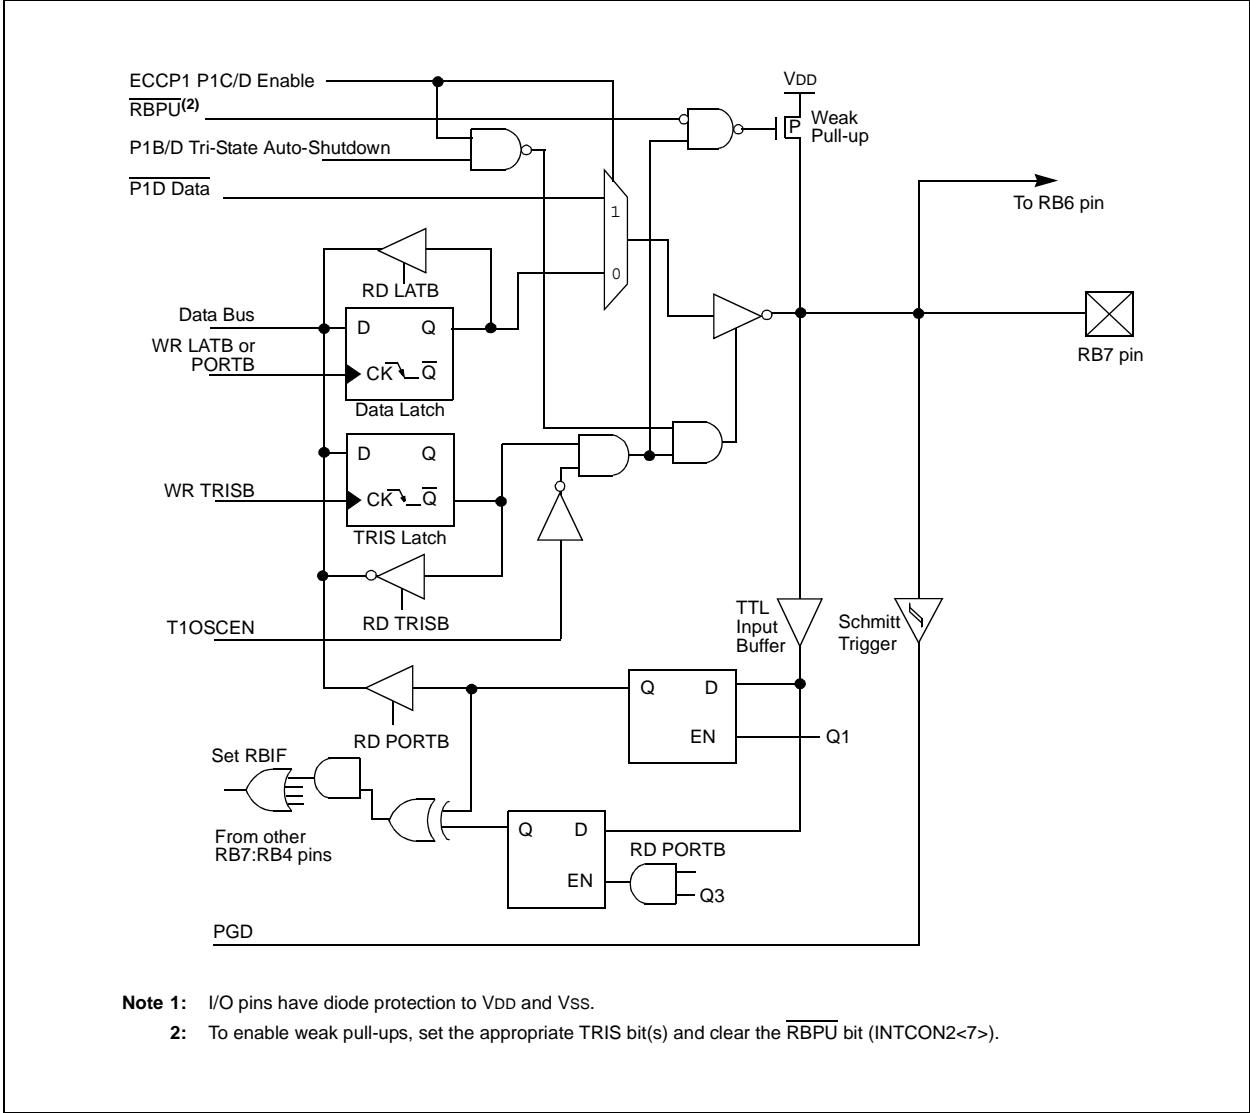 ECCP1 P1C/D Enable
RBPU(2)
P1B/D Tri-State Auto-Shutdown
P1D Data
VDD
P
Weak
Pull-up
To RB6 pin
1
0
RD LATB
Data Bus
WR LATB or
PORTB
D
Q
CK
Q
Data Latch
RB7 pin
D
Q
WR TRISB
CK
Q
TRIS Latch
RD TRISB
T1OSCEN
TTL
Input
Buffer
Schmitt
Trigger
Q
D
EN
Q1
RD PORTB
Set RBIF
From other
RB7:RB4 pins
Q
D
EN
RD PORTB
Q3
PGD
Note 1: I/O pins have diode protection to VDD and VSS.
2: To enable weak pull-ups, set the appropriate TRIS bit(s) and clear the RBPU bit (INTCON2<7>).